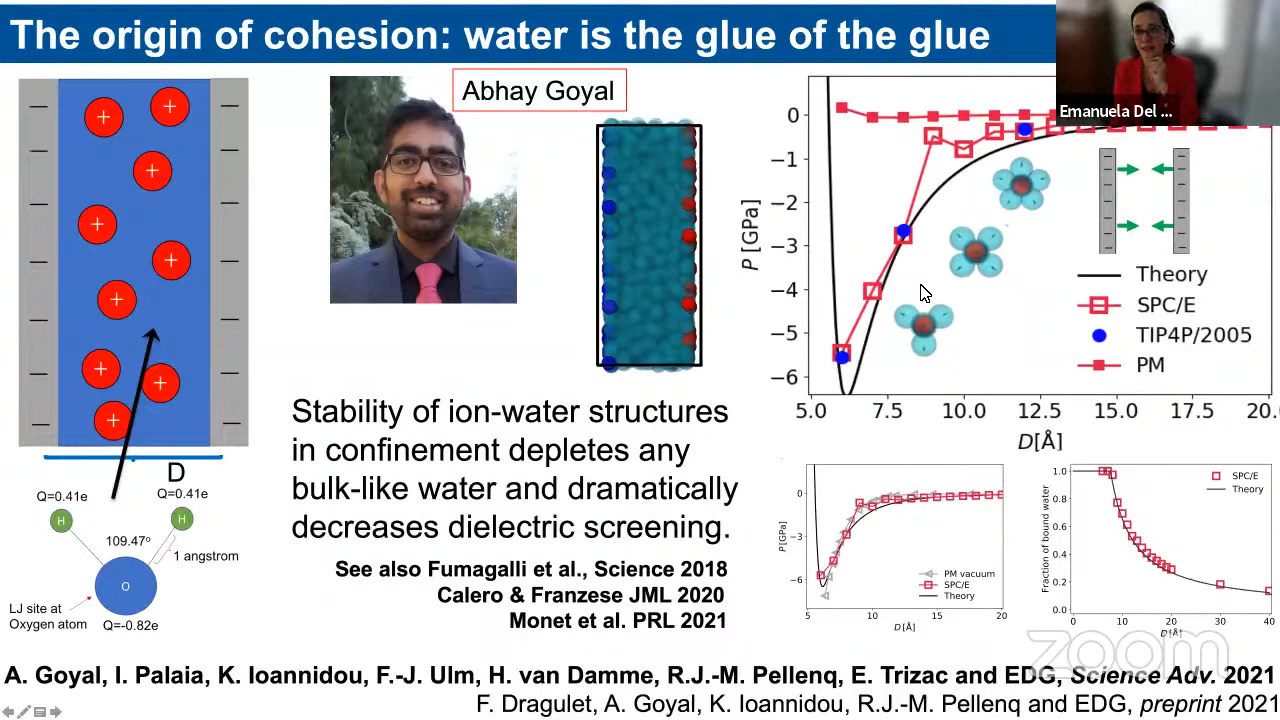 The origin of cohesion: water is the glue of the glue
Emanuela Del ...
Abhay Goyal
D
Q=0.41e
Q=0.41e
H
H
109.47º
1 angstrom
O
LJ site at
Oxygen atom
Q=-0.82e
Stability of ion-water structures
in confinement depletes any
bulk-like water and dramatically
decreases dielectric screening.
See also Fumagalli et al., Science 2018
Calero & Franzese JML 2020
Monet et al. PRL 2021
P [GPa]
0
−1
−2
−3
−4
−5
−6
5.0 7.5 10.0 12.5 15.0 17.5 20.
D[Å]
Theory
SPC/E
TIP4P/2005
PM
P[GPa]
0
−3
−6
5 10 15 20
D[Å]
PM vacuum
SPC/E
Theory
Fraction of bound water
1.0
0.8
0.6
0.4
0.2
0.0
0 10 20 30 40
D[Å]
SPC/E
Theory
zoom
A. Goyal, I. Palaia, K. Ioannidou, F.-J. Ulm, H. van Damme, R.J.-M. Pellenq, E. Trizac and EDG, Science Adv. 2021
F. Dragulet, A. Goyal, K. Ioannidou, R.J.-M. Pellenq and EDG, preprint 2021